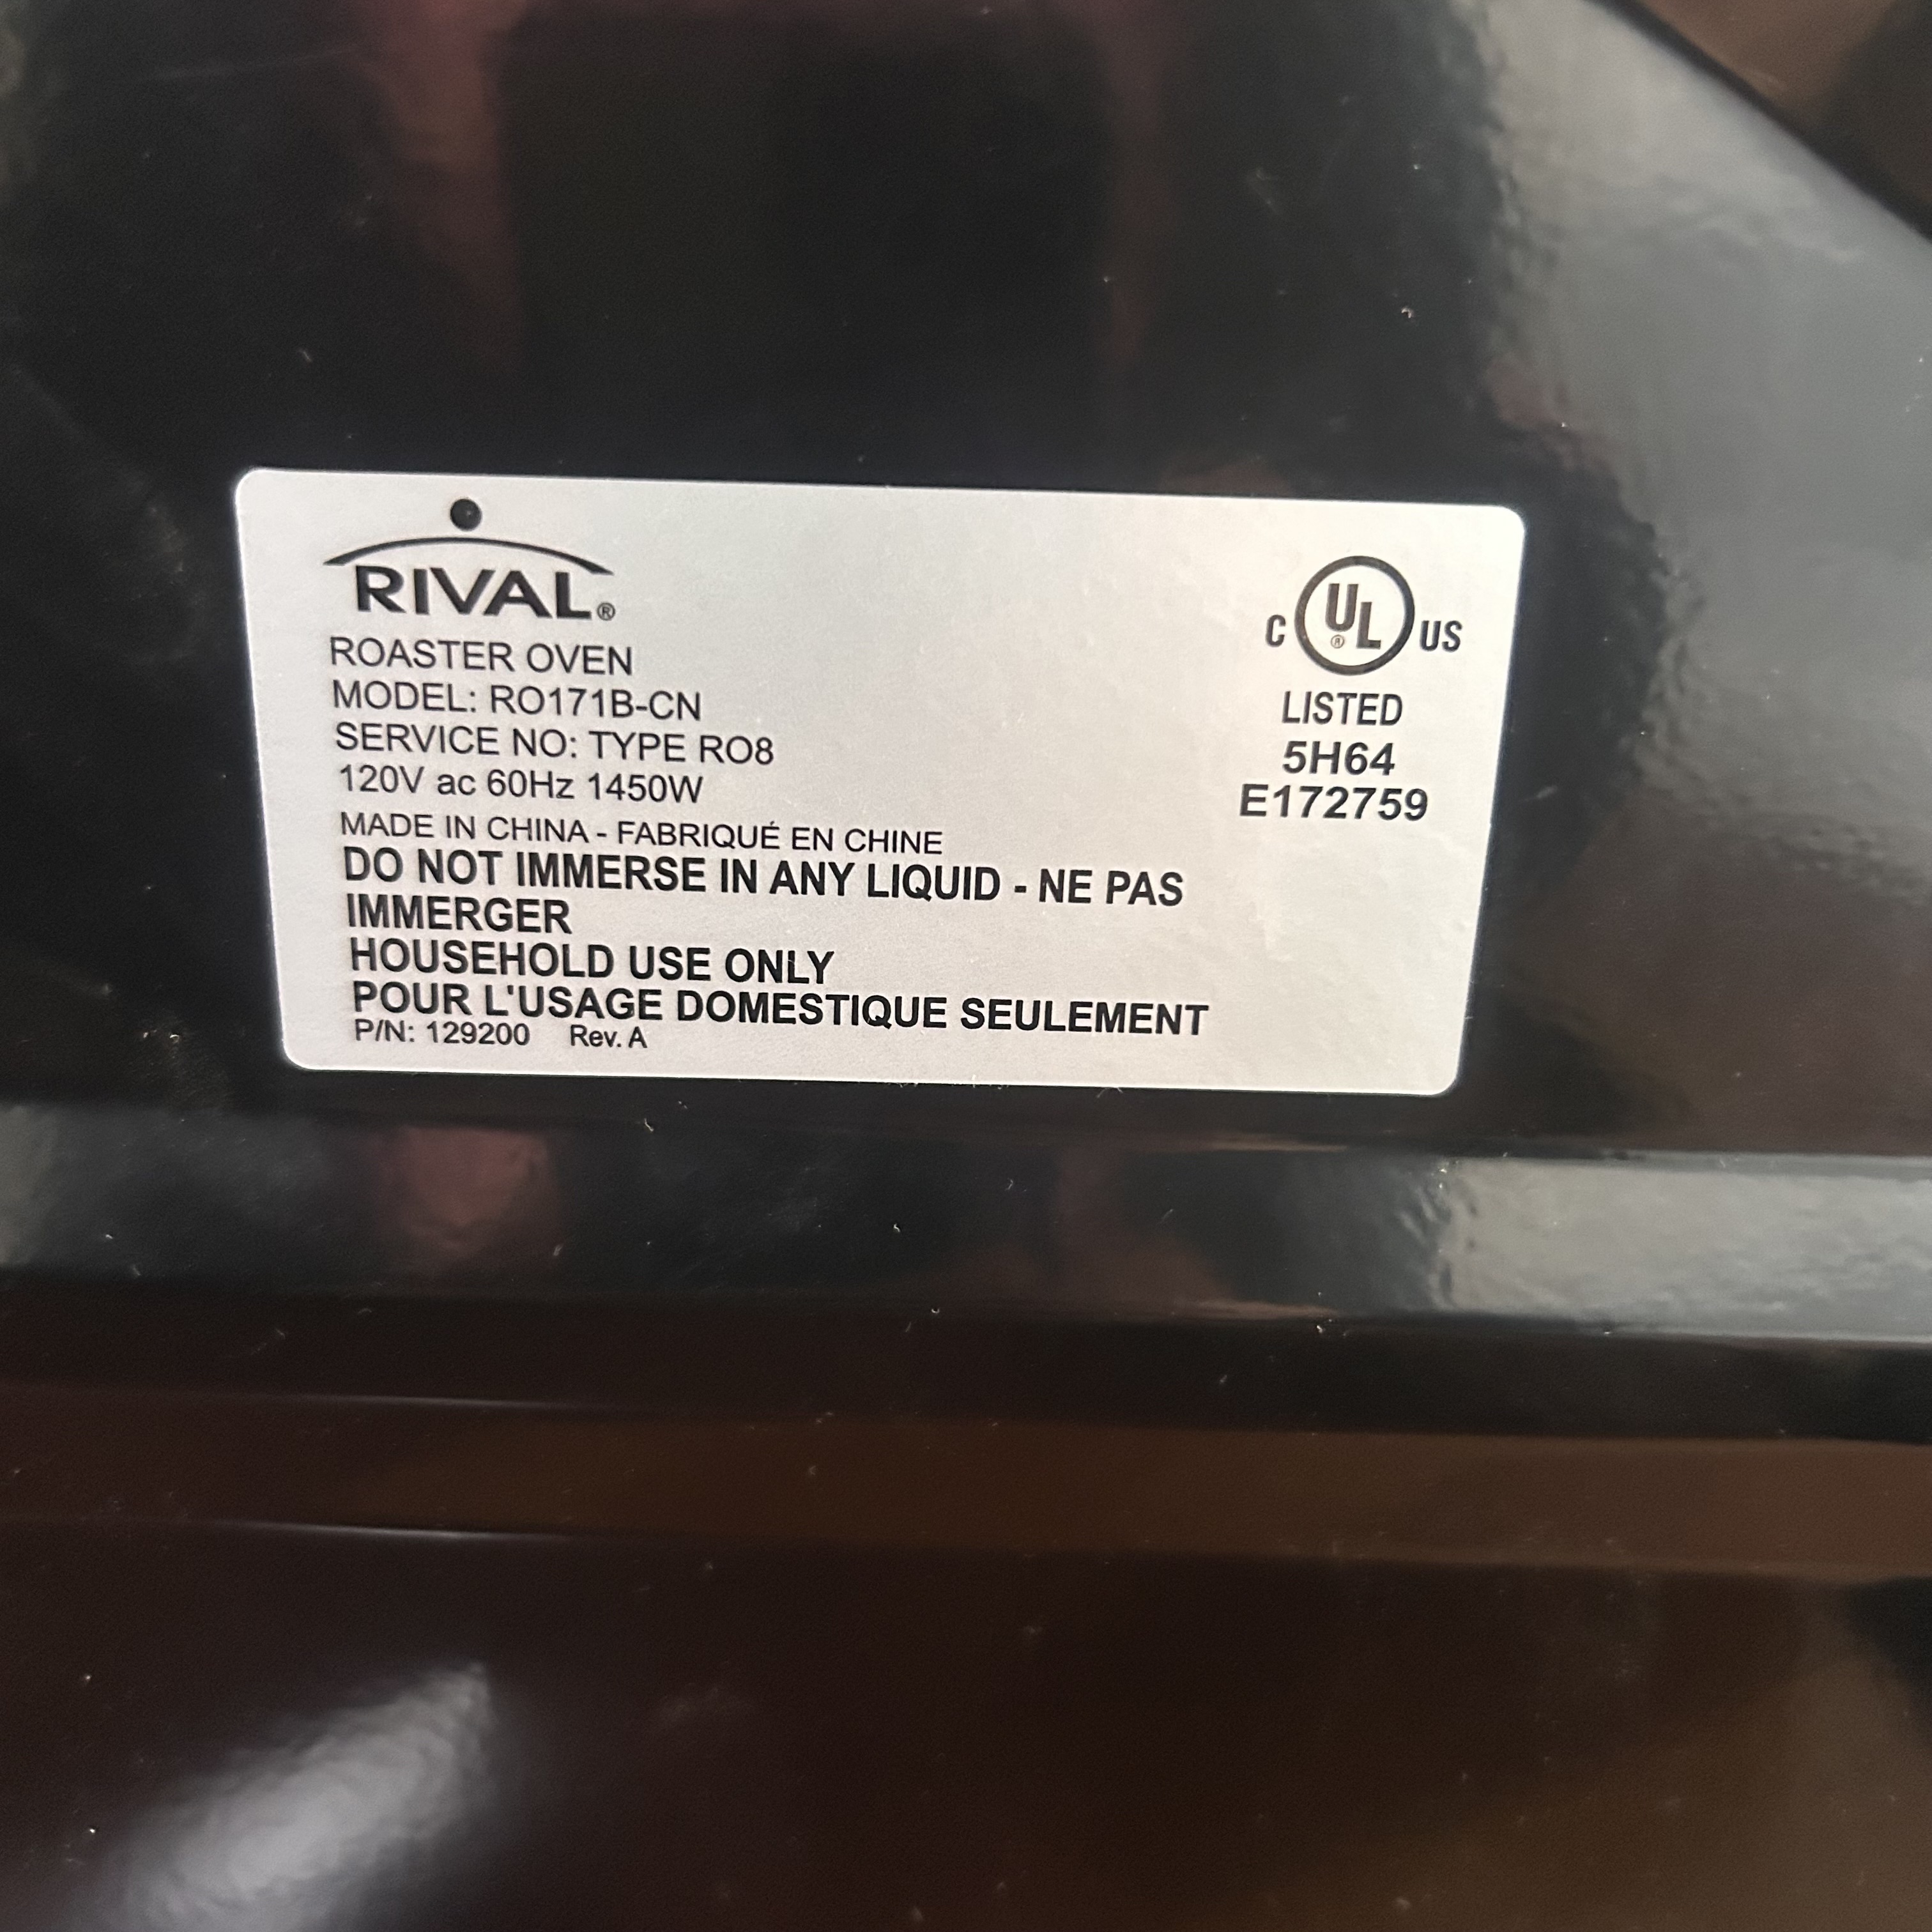 RIVAL®
ROASTER OVEN
MODEL: RO171B-CN
SERVICE NO: TYPE RO8
120V ac 60Hz 1450W
MADE IN CHINA - FABRIQUÉ EN CHINE
DO NOT IMMERSE IN ANY LIQUID - NE PAS
IMMERGER
HOUSEHOLD USE ONLY
POUR L'USAGE DOMESTIQUE SEULEMENT
P/N: 129200 Rev. A
C UL® US
LISTED
5H64
E172759